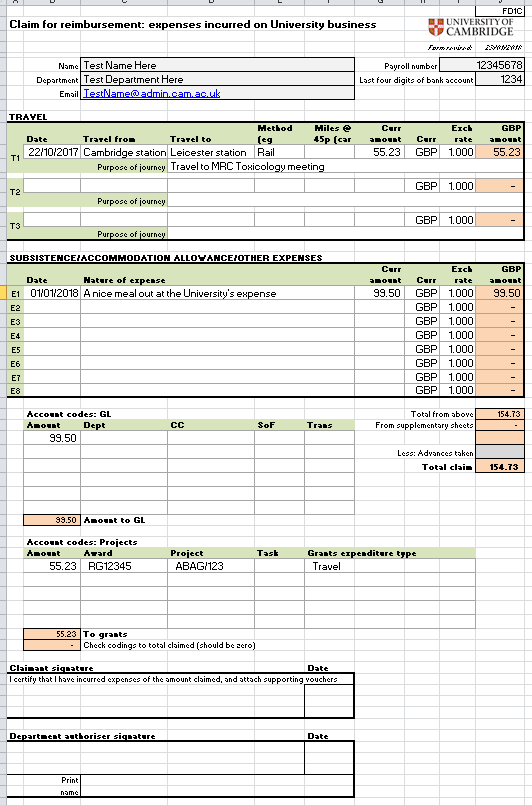 FD1C
Claim for reimbursement: expenses incurred on University business
UNIVERSITY OF CAMBRIDGE
Form revised: 23/01/2018
Name Test Name Here Payroll number 12345678
Department Test Department Here Last four digits of bank account 1234
Email TestName@admin.cam.ac.uk
TRAVEL
Date Travel from Travel to Method (eg Miles @ 45p (car Curr amount Curr Exch rate GBP amount
T1 22/10/2017 Cambridge station Leicester station Rail 55.23 GBP 1.000 55.23
Purpose of journey Travel to MRC Toxicology meeting
T2 GBP 1.000 -
Purpose of journey
T3 GBP 1.000 -
Purpose of journey
SUBSISTENCE/ACCOMMODATION ALLOWANCE/OTHER EXPENSES
Date Nature of expense Curr amount Curr Exch rate GBP amount
E1 01/01/2018 A nice meal out at the University's expense 99.50 GBP 1.000 99.50
E2 GBP 1.000 -
E3 GBP 1.000 -
E4 GBP 1.000 -
E5 GBP 1.000 -
E6 GBP 1.000 -
E7 GBP 1.000 -
E8 GBP 1.000 -
Account codes: GL Total from above 154.73
Amount Dept CC SoF Trans From supplementary sheets -
99.50
Less: Advances taken
Total claim 154.73
99.50 Amount to GL
Account codes: Projects
Amount Award Project Task Grants expenditure type
55.23 RG12345 ABAG/123 Travel
55.23 To grants
- Check codings to total claimed (should be zero)
Claimant signature Date
I certify that I have incurred expenses of the amount claimed, and attach supporting vouchers
Department authoriser signature Date
Print
name